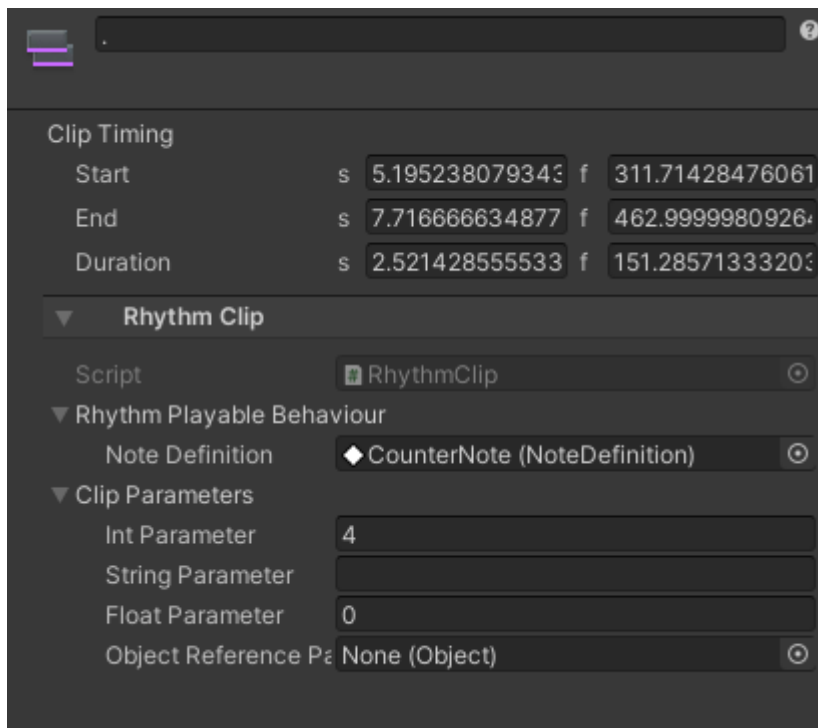 .
Clip Timing
Start s 5.195238079343 f 311.71428476061
End s 7.716666634877 f 462.99999809264
Duration s 2.521428555533 f 151.28571333203
Rhythm Clip
Script # RhythmClip
Rhythm Playable Behaviour
Note Definition CounterNote (NoteDefinition)
Clip Parameters
Int Parameter 4
String Parameter
Float Parameter 0
Object Reference Pa None (Object)